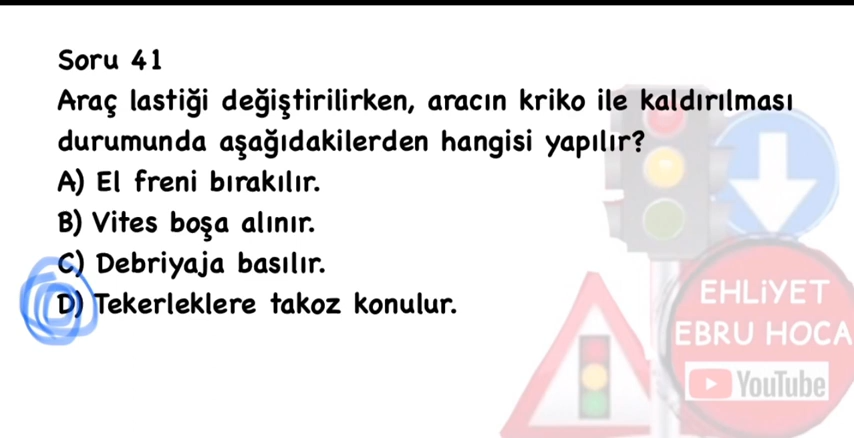 Soru 41
Araç lastiği değiştirilirken, aracın kriko ile kaldırılması
durumunda aşağıdakilerden hangisi yapılır?
A) El freni bırakılır.
B) Vites boşa alınır.
C) Debriyaja basılır.
D) Tekerleklere takoz konulur.
EHLİYET
EBRU HOCA
YouTube